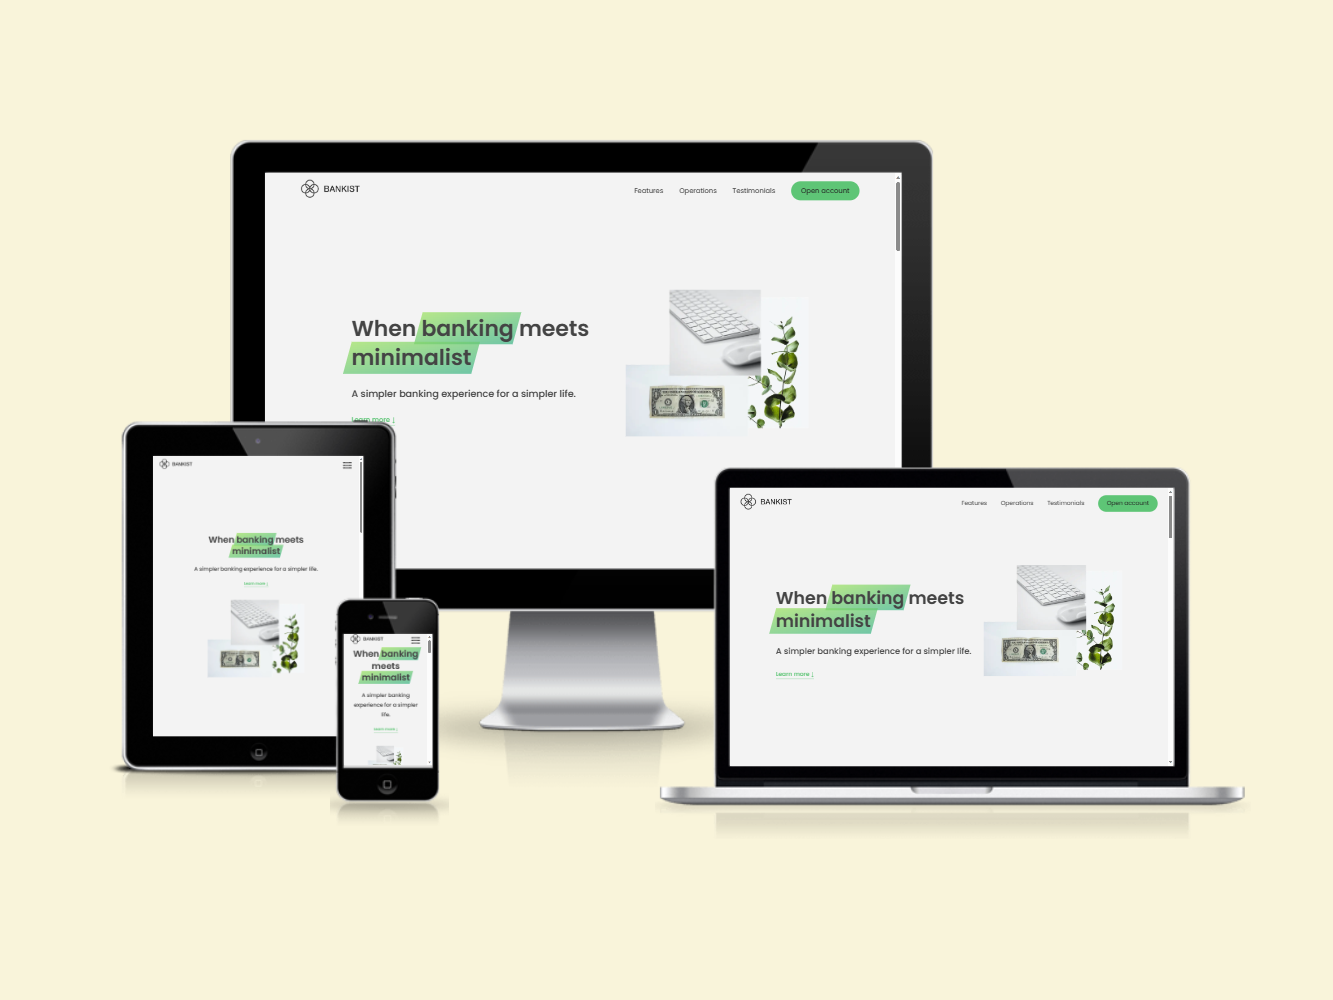 BANKIST
Features Operations Testimonials Open account
When banking meets
minimalist
A simpler banking experience for a simpler life.
Learn more ↓
BANKIST
When banking meets
minimalist
A simpler banking experience for a simpler life.
Learn more ↓
BANKIST
When banking
meets
minimalist
A simpler banking
experience for a simpler
life.
Learn more ↓
BANKIST
Features Operations Testimonials Open account
When banking meets
minimalist
A simpler banking experience for a simpler life.
Learn more ↓